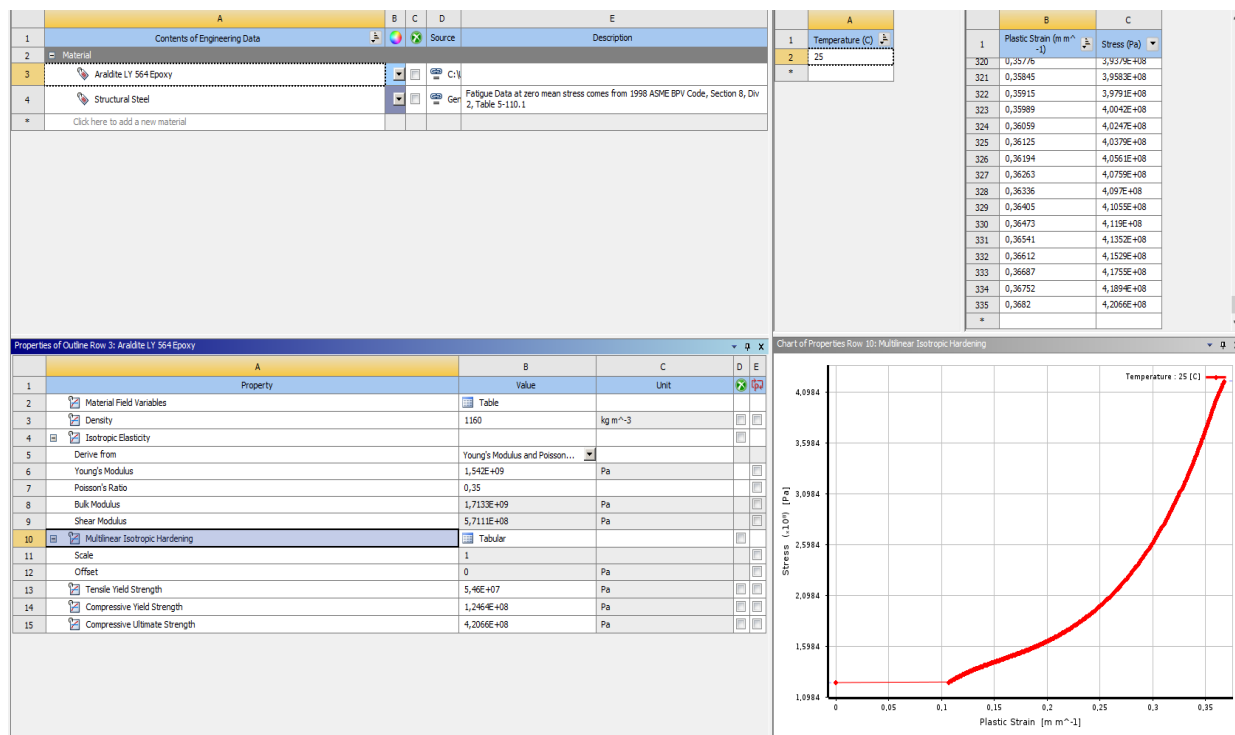 A B C D E
1 Contents of Engineering Data Source Description
2 Material
3 Araldite LY 564 Epoxy C:\
4 Structural Steel Ger Fatigue Data at zero mean stress comes from 1998 ASME BPV Code, Section 8, Div
2, Table 5-110.1
* Click here to add a new material
A
1 Temperature (C)
2 25
*
B C
1 Plastic Strain (m m^ Stress (Pa)
-1)
320 0,35776 3,9379E+08
321 0,35845 3,9583E+08
322 0,35915 3,9791E+08
323 0,35989 4,0042E+08
324 0,36059 4,0247E+08
325 0,36125 4,0379E+08
326 0,36194 4,0561E+08
327 0,36263 4,0759E+08
328 0,36336 4,097E+08
329 0,36405 4,1055E+08
330 0,36473 4,119E+08
331 0,36541 4,1352E+08
332 0,36612 4,1529E+08
333 0,36687 4,1755E+08
334 0,36752 4,1894E+08
335 0,3682 4,2066E+08
*
Properties of Outline Row 3: Araldite LY 564 Epoxy
A B C D E
1 Property Value Unit
2 Material Field Variables Table
3 Density 1160 kg m^-3
4 Isotropic Elasticity
5 Derive from Young's Modulus and Poisson...
6 Young's Modulus 1,542E+09 Pa
7 Poisson's Ratio 0,35
8 Bulk Modulus 1,7133E+09 Pa
9 Shear Modulus 5,7111E+08 Pa
10 Multilinear Isotropic Hardening Tabular
11 Scale 1
12 Offset 0 Pa
13 Tensile Yield Strength 5,46E+07 Pa
14 Compressive Yield Strength 1,2464E+08 Pa
15 Compressive Ultimate Strength 4,2066E+08 Pa
Chart of Properties Row 10: Multilinear Isotropic Hardening
Temperature : 25 [C]
4,0984
3,5984
3,0984
2,5984
2,0984
1,5984
1,0984
Stress (.10⁸) [Pa]
0 0,05 0,1 0,15 0,2 0,25 0,3 0,35
Plastic Strain [m m^-1]